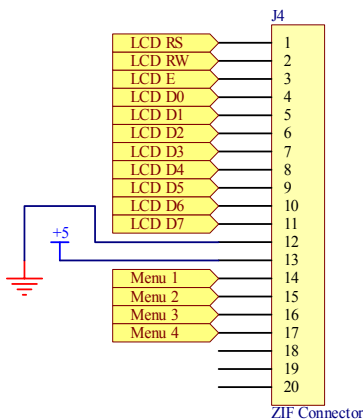 J4
LCD RS 1
LCD RW 2
LCD E 3
LCD D0 4
LCD D1 5
LCD D2 6
LCD D3 7
LCD D4 8
LCD D5 9
LCD D6 10
LCD D7 11
12
+5
13
Menu 1 14
Menu 2 15
Menu 3 16
Menu 4 17
18
19
20
ZIF Connector